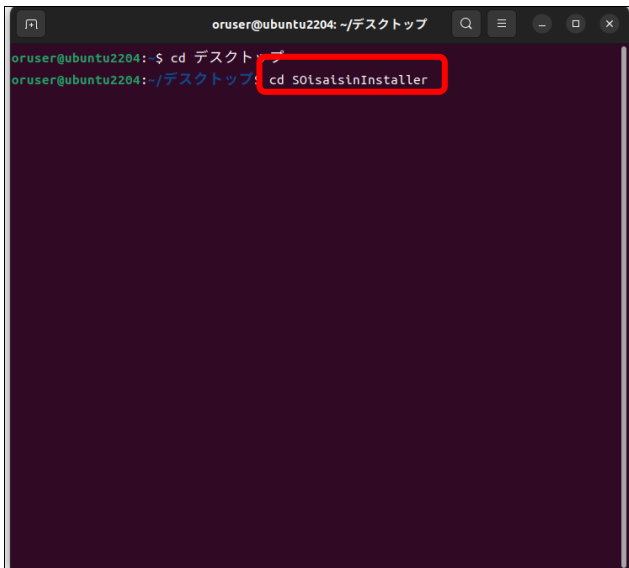 oruser@ubuntu2204: ~/デスクトップ
oruser@ubuntu2204:~$ cd デスクトップ
oruser@ubuntu2204:~/デスクトップ$ cd SOisaisinInstaller